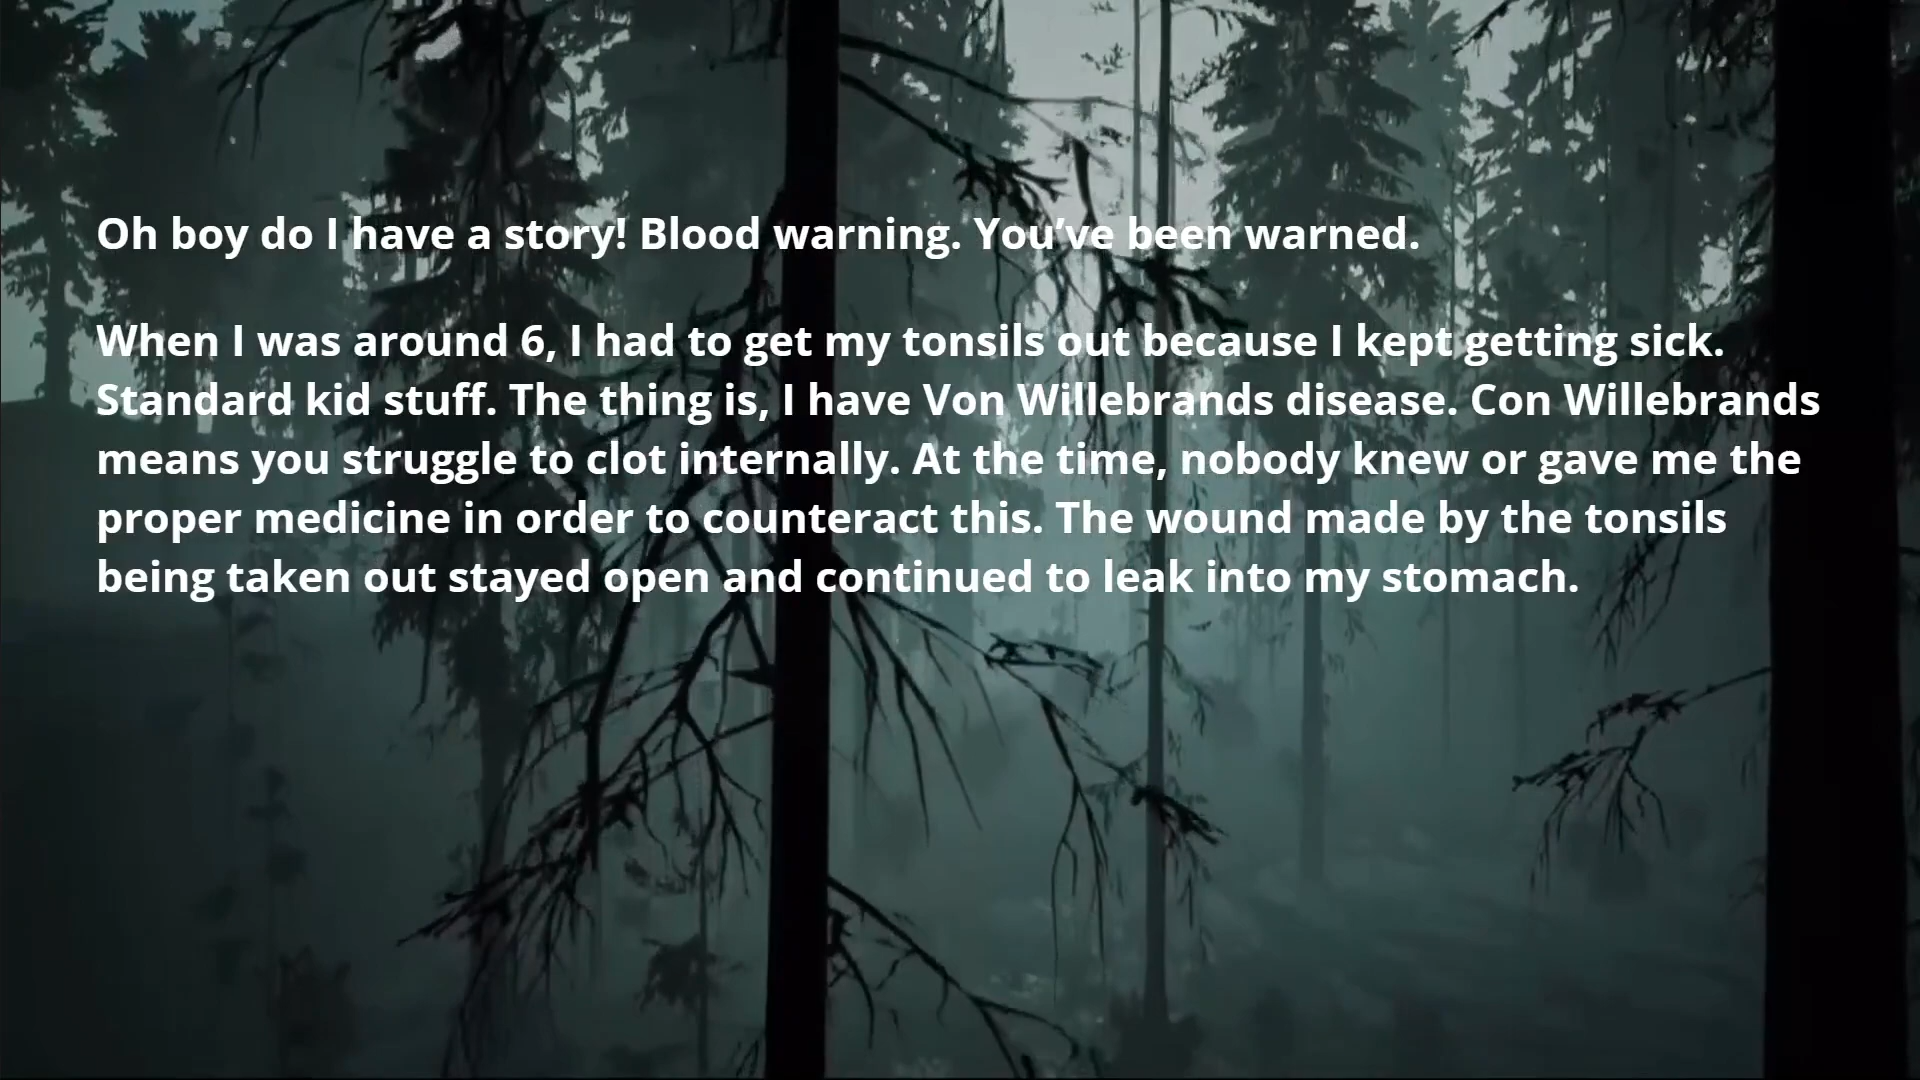 Oh boy do I have a story! Blood warning. You’ve been warned.
When I was around 6, I had to get my tonsils out because I kept getting sick.
Standard kid stuff. The thing is, I have Von Willebrands disease. Con Willebrands
means you struggle to clot internally. At the time, nobody knew or gave me the
proper medicine in order to counteract this. The wound made by the tonsils
being taken out stayed open and continued to leak into my stomach.